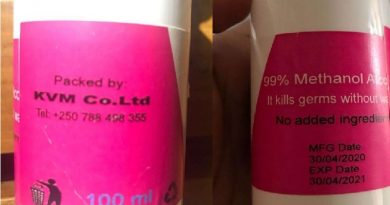 Packed by:
KVM Co.Ltd
Tel: +250 788 498 355
100 ml
99% Methanol
It kills germs without
No added ingredien
MFG Date
30/04/2020
EXP Date
30/04/2021